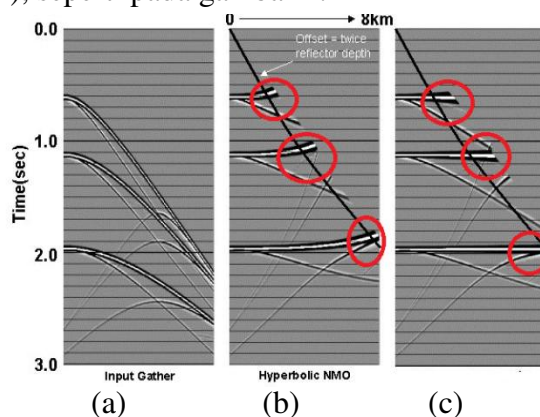 0 8km
0.0
Offset = twice
reflector depth
1.0
Time(sec)
2.0
3.0
Input Gather Hyperbolic NMO
(a) (b) (c)